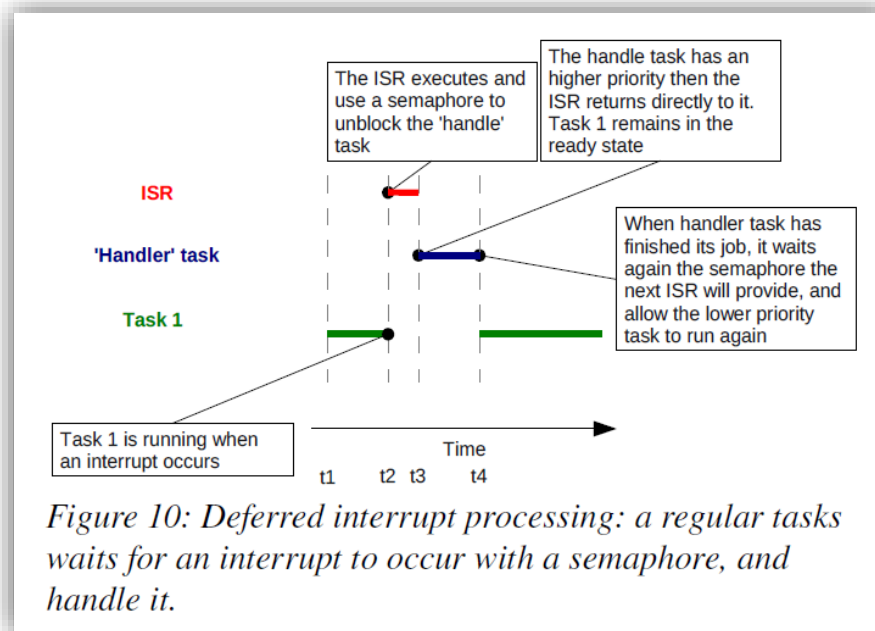 The ISR executes and
use a semaphore to
unblock the 'handle'
task
The handle task has an
higher priority then the
ISR returns directly to it.
Task 1 remains in the
ready state
ISR
'Handler' task
When handler task has
finished its job, it waits
again the semaphore the
next ISR will provide, and
allow the lower priority
task to run again
Task 1
Task 1 is running when
an interrupt occurs
Time
t1 t2 t3 t4
Figure 10: Deferred interrupt processing: a regular tasks
waits for an interrupt to occur with a semaphore, and
handle it.